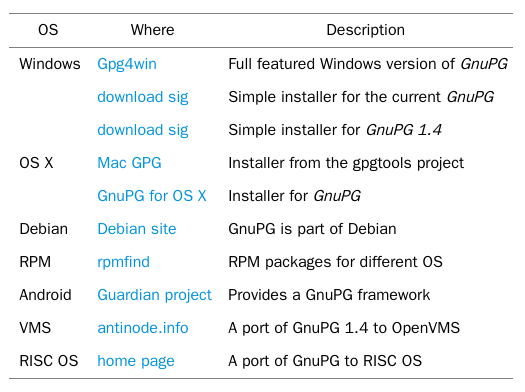 OS Where Description
Windows Gpg4win Full featured Windows version of GnuPG
download sig Simple installer for the current GnuPG
download sig Simple installer for GnuPG 1.4
OS X Mac GPG Installer from the gpgtools project
GnuPG for OS X Installer for GnuPG
Debian Debian site GnuPG is part of Debian
RPM rpmfind RPM packages for different OS
Android Guardian project Provides a GnuPG framework
VMS antinode.info A port of GnuPG 1.4 to OpenVMS
RISC OS home page A port of GnuPG to RISC OS